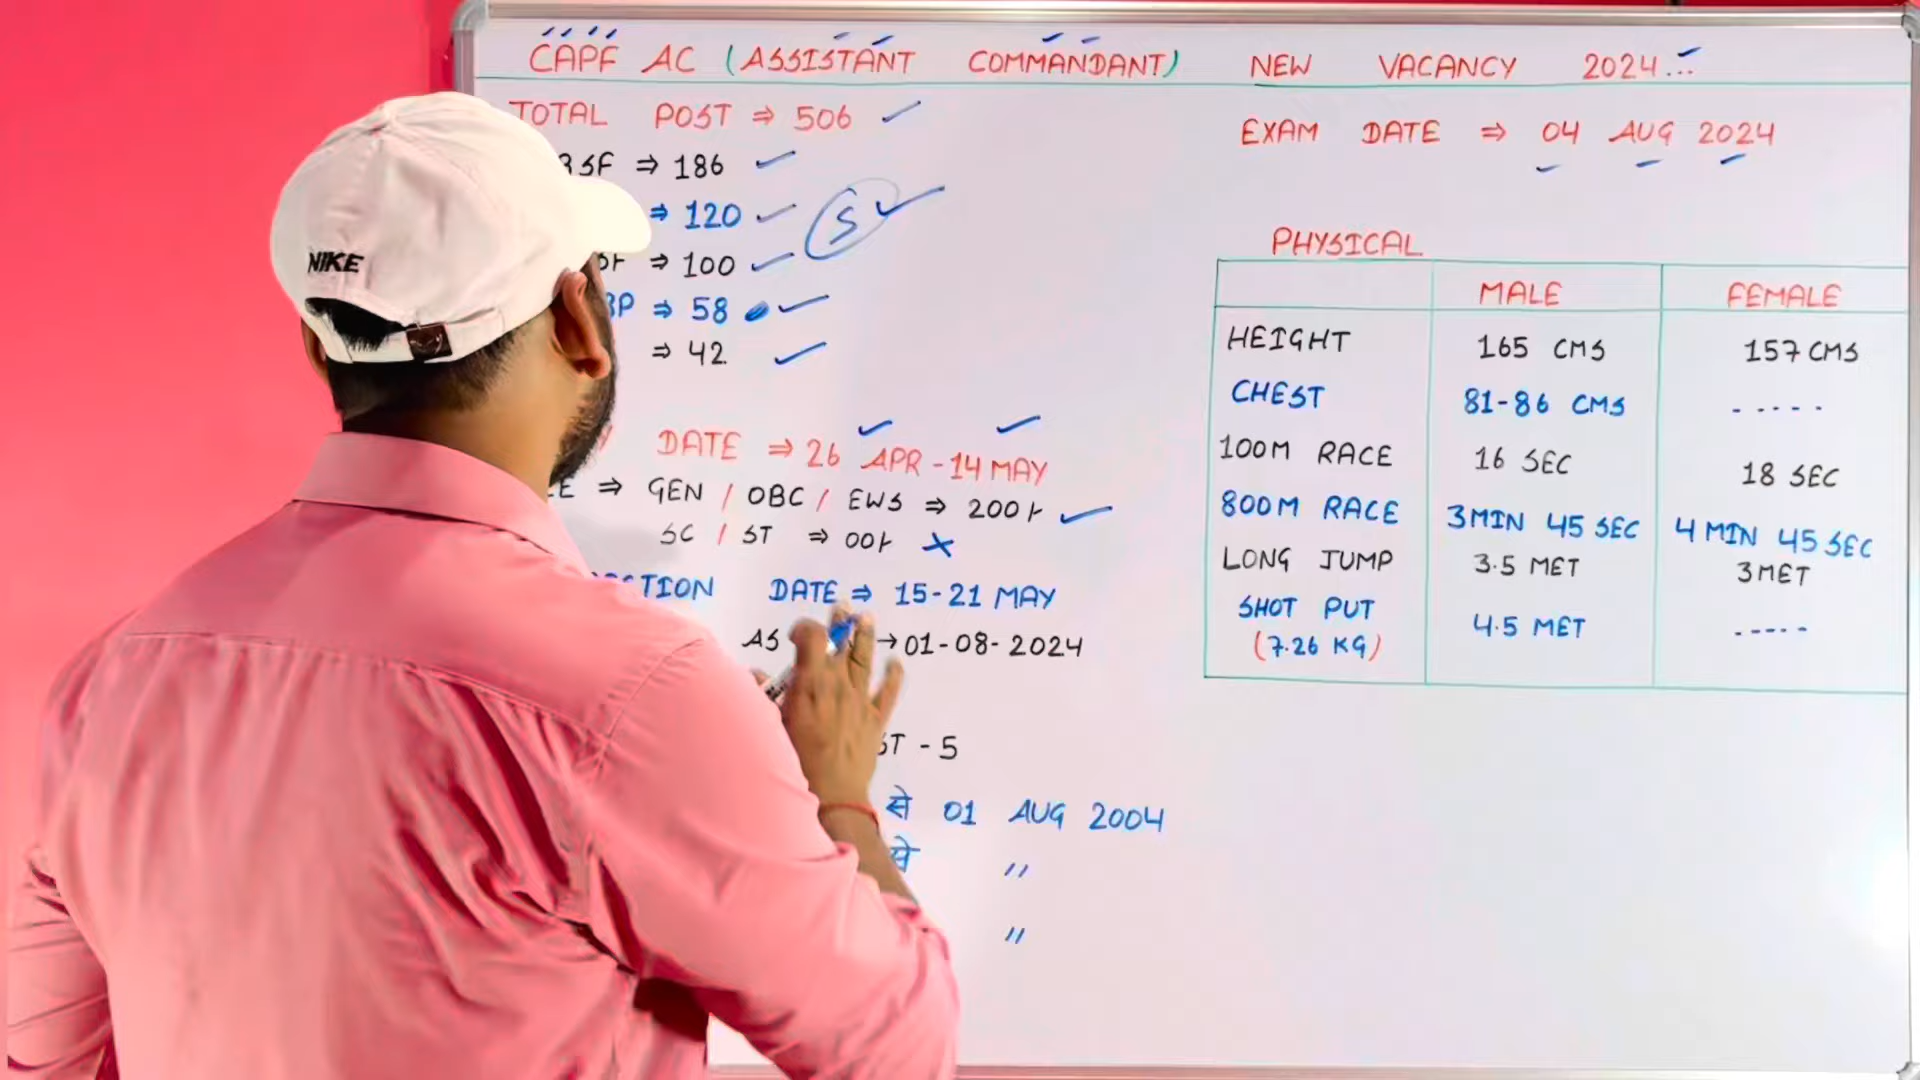 CAPF AC (ASSISTANT COMMANDANT) NEW VACANCY 2024...
TOTAL POST ⇒ 506
BSF ⇒ 186
⇒ 120
⇒ 100
⇒ 58
⇒ 42
S
DATE ⇒ 26 APR - 14 MAY
⇒ GEN / OBC / EWS ⇒ 200/-
SC / ST ⇒ 00/-
DATE ⇒ 15-21 MAY
AS → 01-08-2024
ST - 5
से 01 AUG 2004
से "
"
EXAM DATE ⇒ 04 AUG 2024
PHYSICAL
MALE FEMALE
HEIGHT 165 CMS 157 CMS
CHEST 81-86 CMS -----
100M RACE 16 SEC 18 SEC
800M RACE 3MIN 45 SEC 4 MIN 45 SEC
LONG JUMP 3.5 MET 3MET
SHOT PUT 4.5 MET -----
(7.26 KG)
NIKE